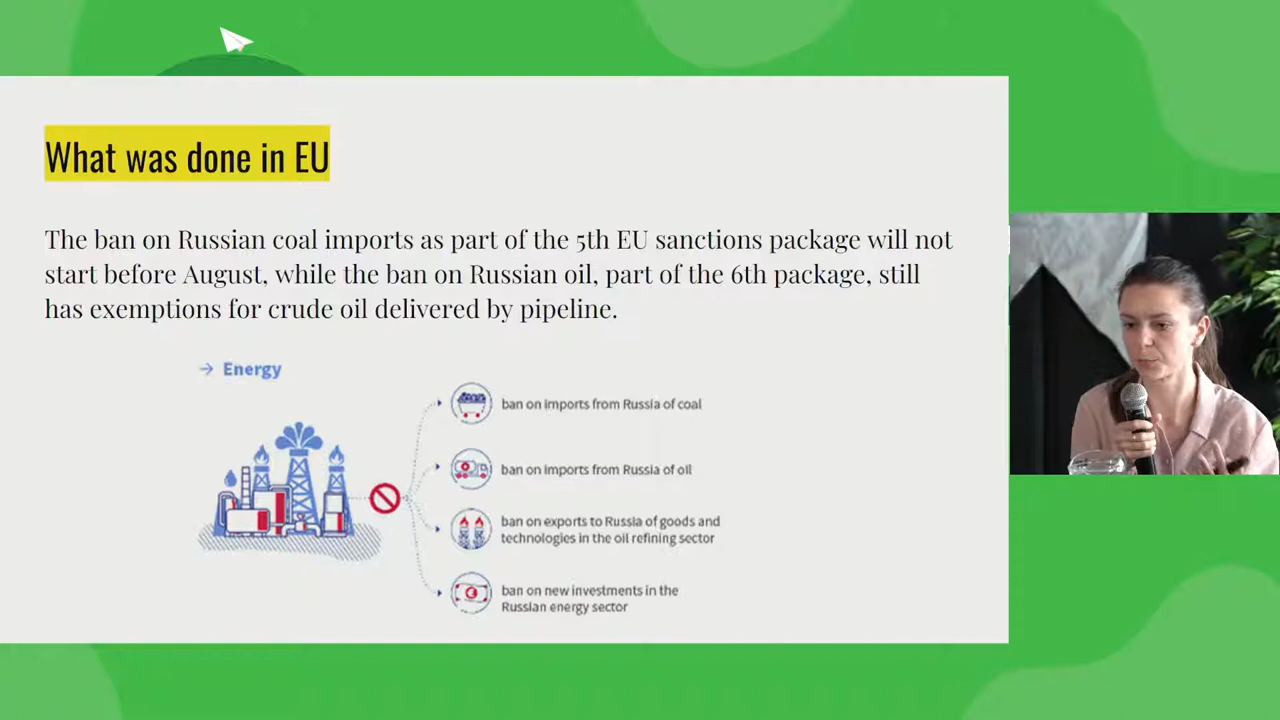 What was done in EU
The ban on Russian coal imports as part of the 5th EU sanctions package will not
start before August, while the ban on Russian oil, part of the 6th package, still
has exemptions for crude oil delivered by pipeline.
→ Energy
ban on imports from Russia of coal
ban on imports from Russia of oil
ban on exports to Russia of goods and
technologies in the oil refining sector
ban on new investments in the
Russian energy sector